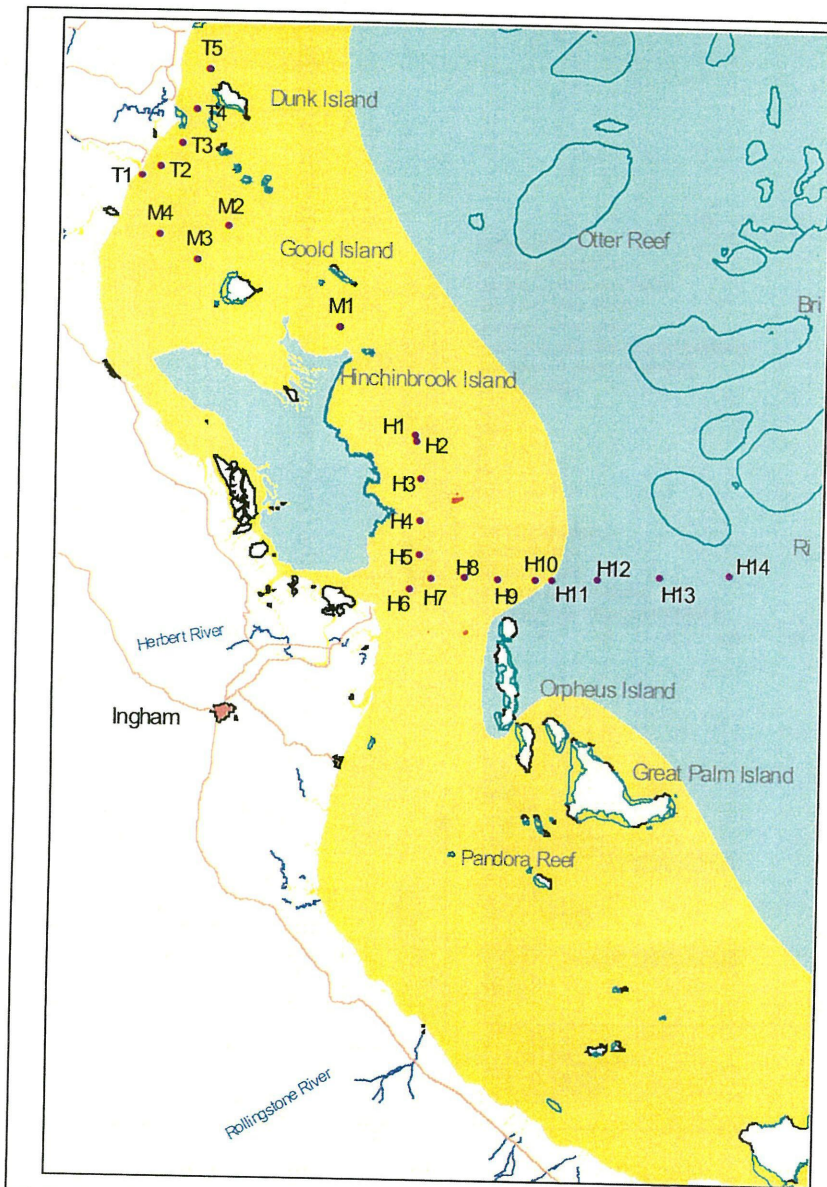 T5
Dunk Island
T4
T3
T2
T1
M2
M4
M3
Goold Island
Otter Reef
M1
Bri
Hinchinbrook Island
H1
H2
H3
H4
H5
H8
H10
H12
H14
Ri
H6
H7
H9
H11
H13
Herbert River
Orpheus Island
Ingham
Great Palm Island
Pandora Reef
Rollingstone River